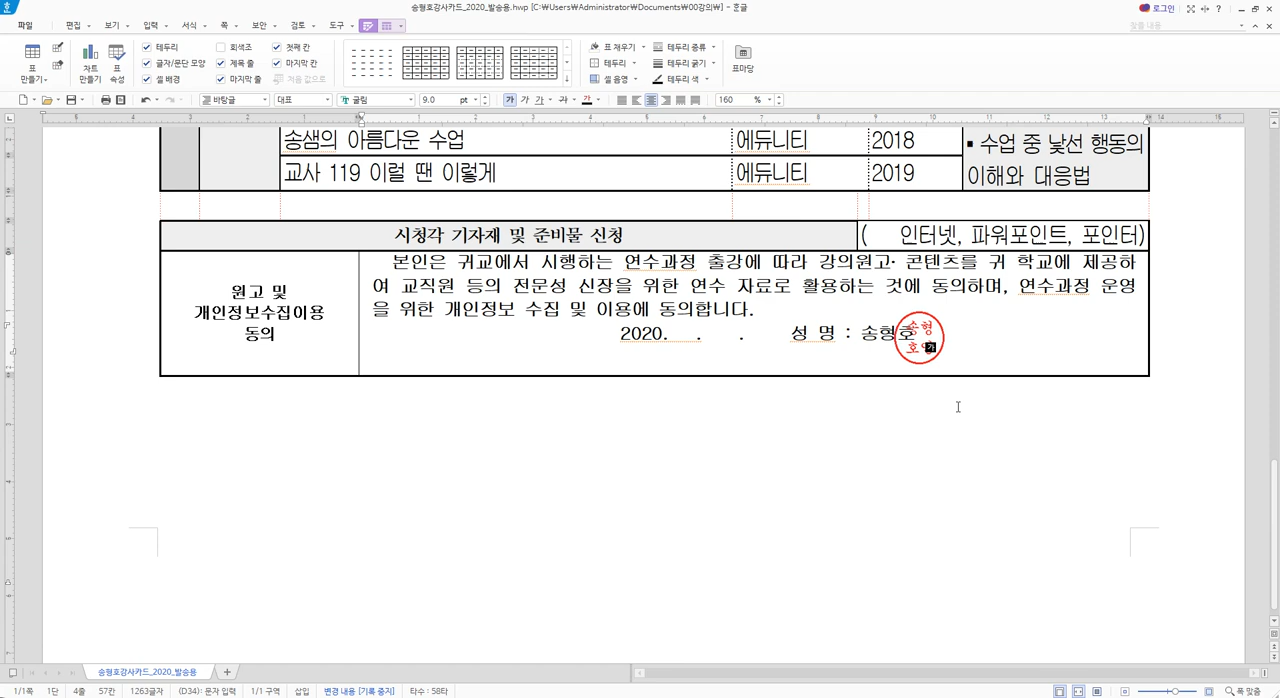 송형호강사카드_2020_발송용.hwp [C:₩Users₩Administrator₩Documents₩00강의₩] - 한글
로그인
파일 편집 보기 입력 서식 쪽 보안 검토 도구
맞춤 내용
표 만들기
차트 만들기
표 속성
테두리 회색조 첫째 칸
글자/문단 모양 제목 줄 마지막 칸
셀 배경 마지막 줄 처음 값으로
표 채우기 테두리 종류
테두리 테두리 굵기
셀 음영 테두리 색
표마당
바탕글 대표 굴림 9.0 pt 가 가 가 가 가 160 %
송샘의 아름다운 수업 에듀니티 2018
▪ 수업 중 낯선 행동의
교사 119 이럴 땐 이렇게 에듀니티 2019
이해와 대응법
시청각 기자재 및 준비물 신청 ( 인터넷, 파워포인트, 포인터)
본인은 귀교에서 시행하는 연수과정 출강에 따라 강의원고· 콘텐츠를 귀 학교에 제공하
여 교직원 등의 전문성 신장을 위한 연수 자료로 활용하는 것에 동의하며, 연수과정 운영
을 위한 개인정보 수집 및 이용에 동의합니다.
원고 및
개인정보수집이용
동의
2020. . . 성 명 : 송형호
송형
호
가
송형호강사카드_2020_발송용
1/1쪽 1단 4줄 57칸 1263글자 (D34): 문자 입력 1/1 구역 삽입 변경 내용 [기록 중지] 타수 : 58타 폭 맞춤